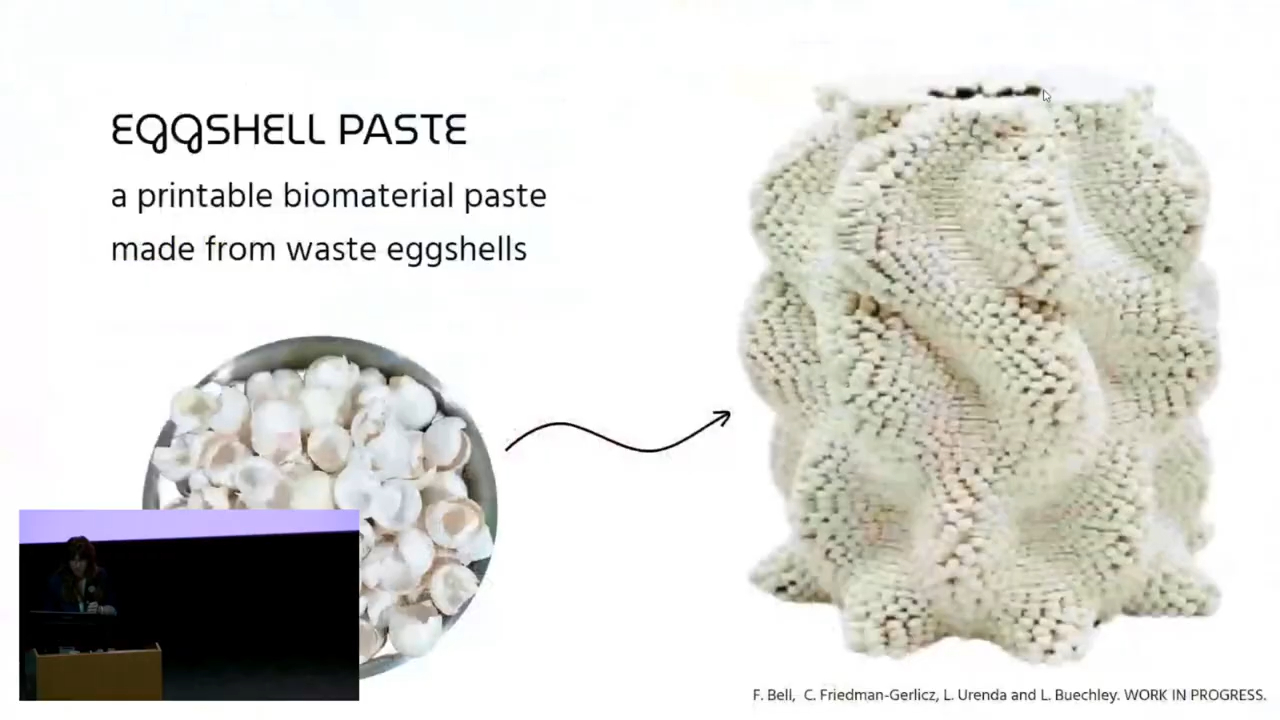 EGGSHELL PASTE
a printable biomaterial paste
made from waste eggshells
F. Bell, C. Friedman-Gerlicz, L. Urenda and L. Buechley. WORK IN PROGRESS.